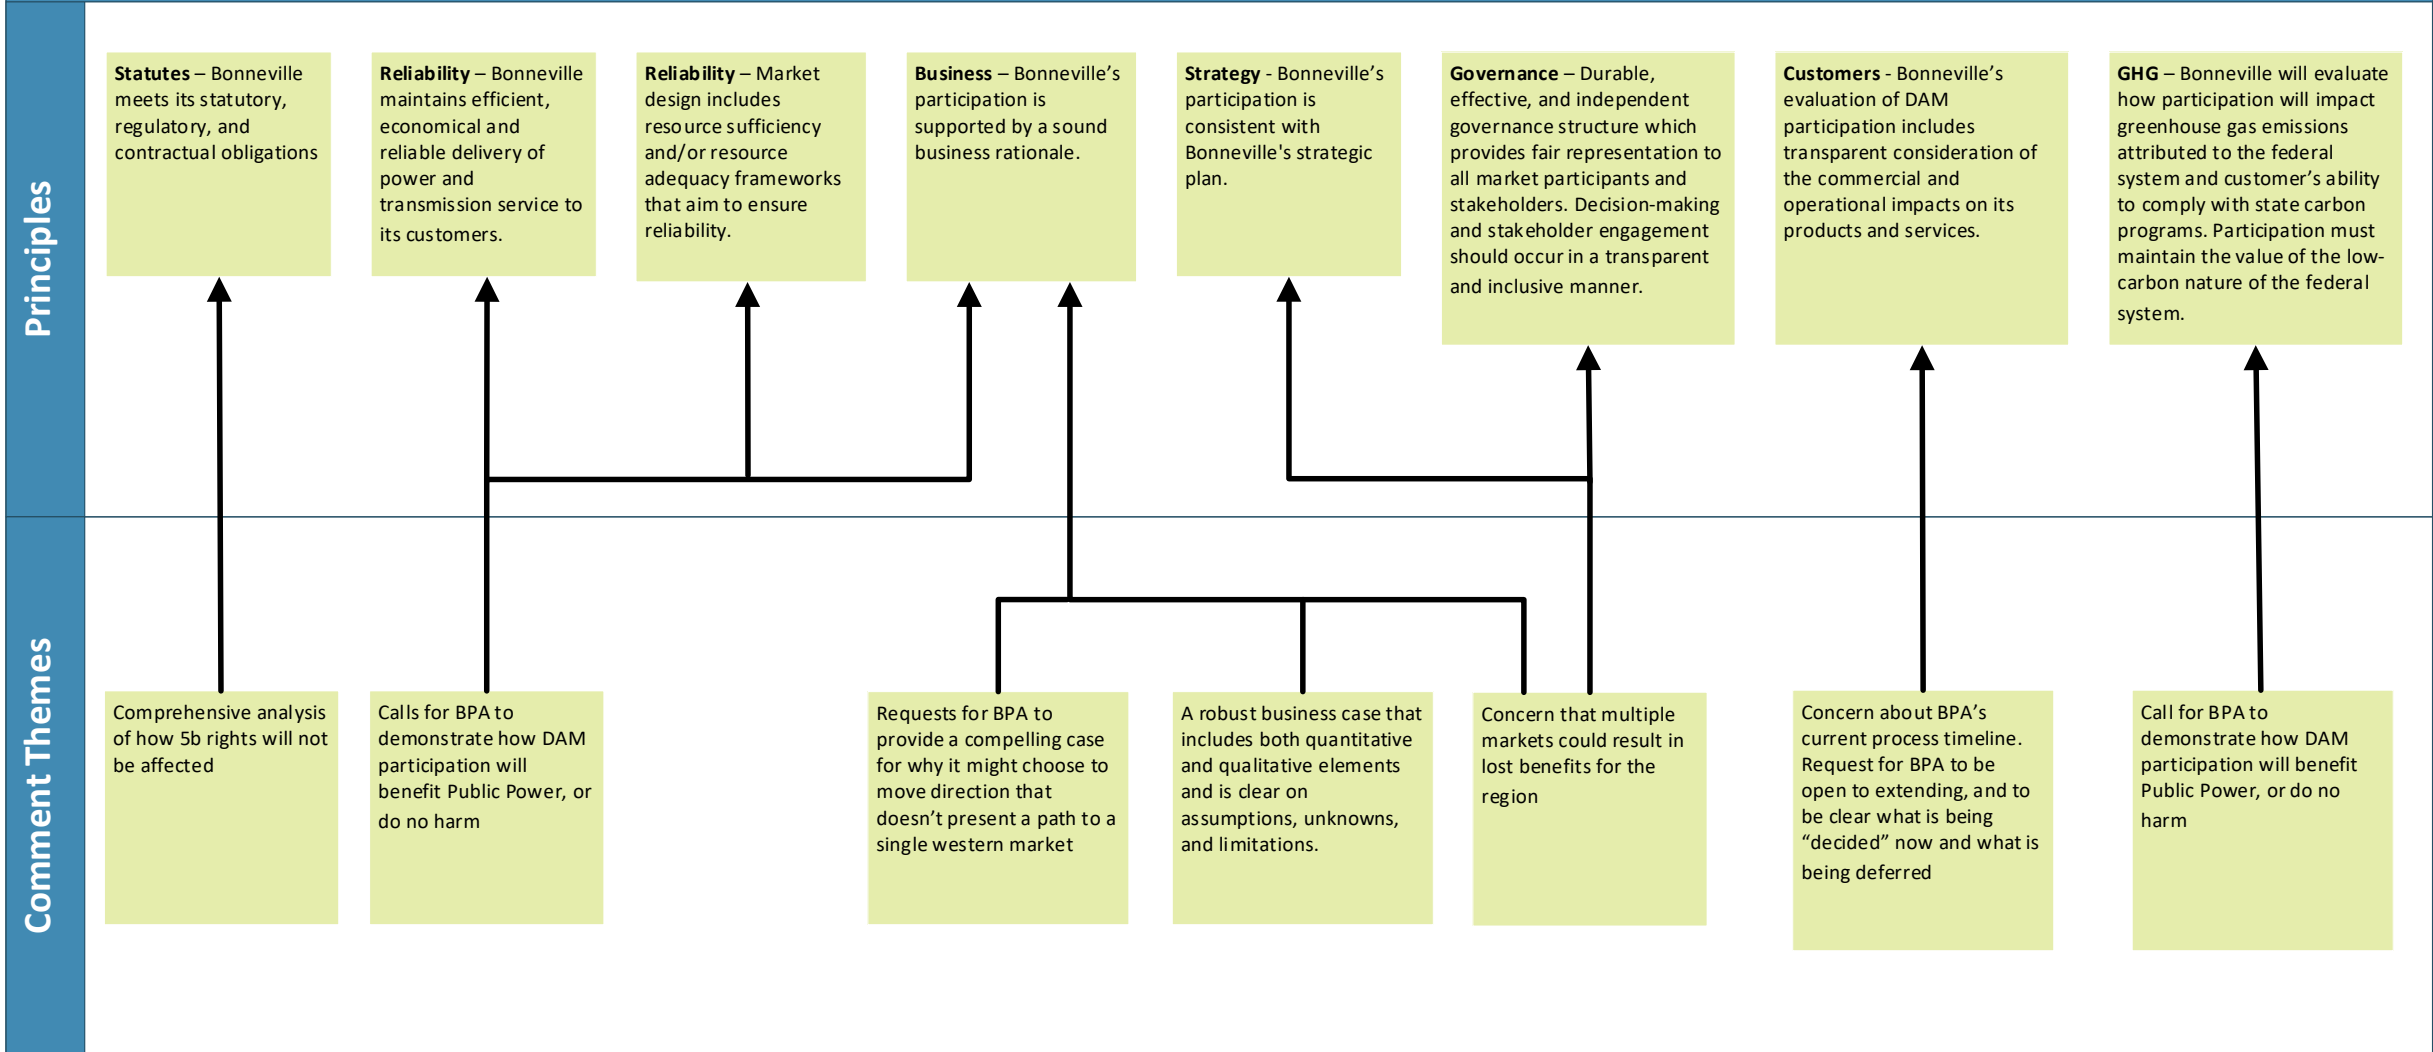 Principles
Statutes – Bonneville
meets its statutory,
regulatory, and
contractual obligations
Reliability – Bonneville
maintains efficient,
economical and
reliable delivery of
power and
transmission service to
its customers.
Reliability – Market
design includes
resource sufficiency
and/or resource
adequacy frameworks
that aim to ensure
reliability.
Business – Bonneville’s
participation is
supported by a sound
business rationale.
Strategy - Bonneville’s
participation is
consistent with
Bonneville's strategic
plan.
Governance – Durable,
effective, and independent
governance structure which
provides fair representation to
all market participants and
stakeholders. Decision-making
and stakeholder engagement
should occur in a transparent
and inclusive manner.
Customers - Bonneville’s
evaluation of DAM
participation includes
transparent consideration of
the commercial and
operational impacts on its
products and services.
GHG – Bonneville will evaluate
how participation will impact
greenhouse gas emissions
attributed to the federal
system and customer’s ability
to comply with state carbon
programs. Participation must
maintain the value of the low-
carbon nature of the federal
system.
Comment Themes
Comprehensive analysis
of how 5b rights will not
be affected
Calls for BPA to
demonstrate how DAM
participation will
benefit Public Power, or
do no harm
Requests for BPA to
provide a compelling case
for why it might choose to
move direction that
doesn’t present a path to a
single western market
A robust business case that
includes both quantitative
and qualitative elements
and is clear on
assumptions, unknowns,
and limitations.
Concern that multiple
markets could result in
lost benefits for the
region
Concern about BPA’s
current process timeline.
Request for BPA to be
open to extending, and to
be clear what is being
“decided” now and what is
being deferred
Call for BPA to
demonstrate how DAM
participation will benefit
Public Power, or do no
harm